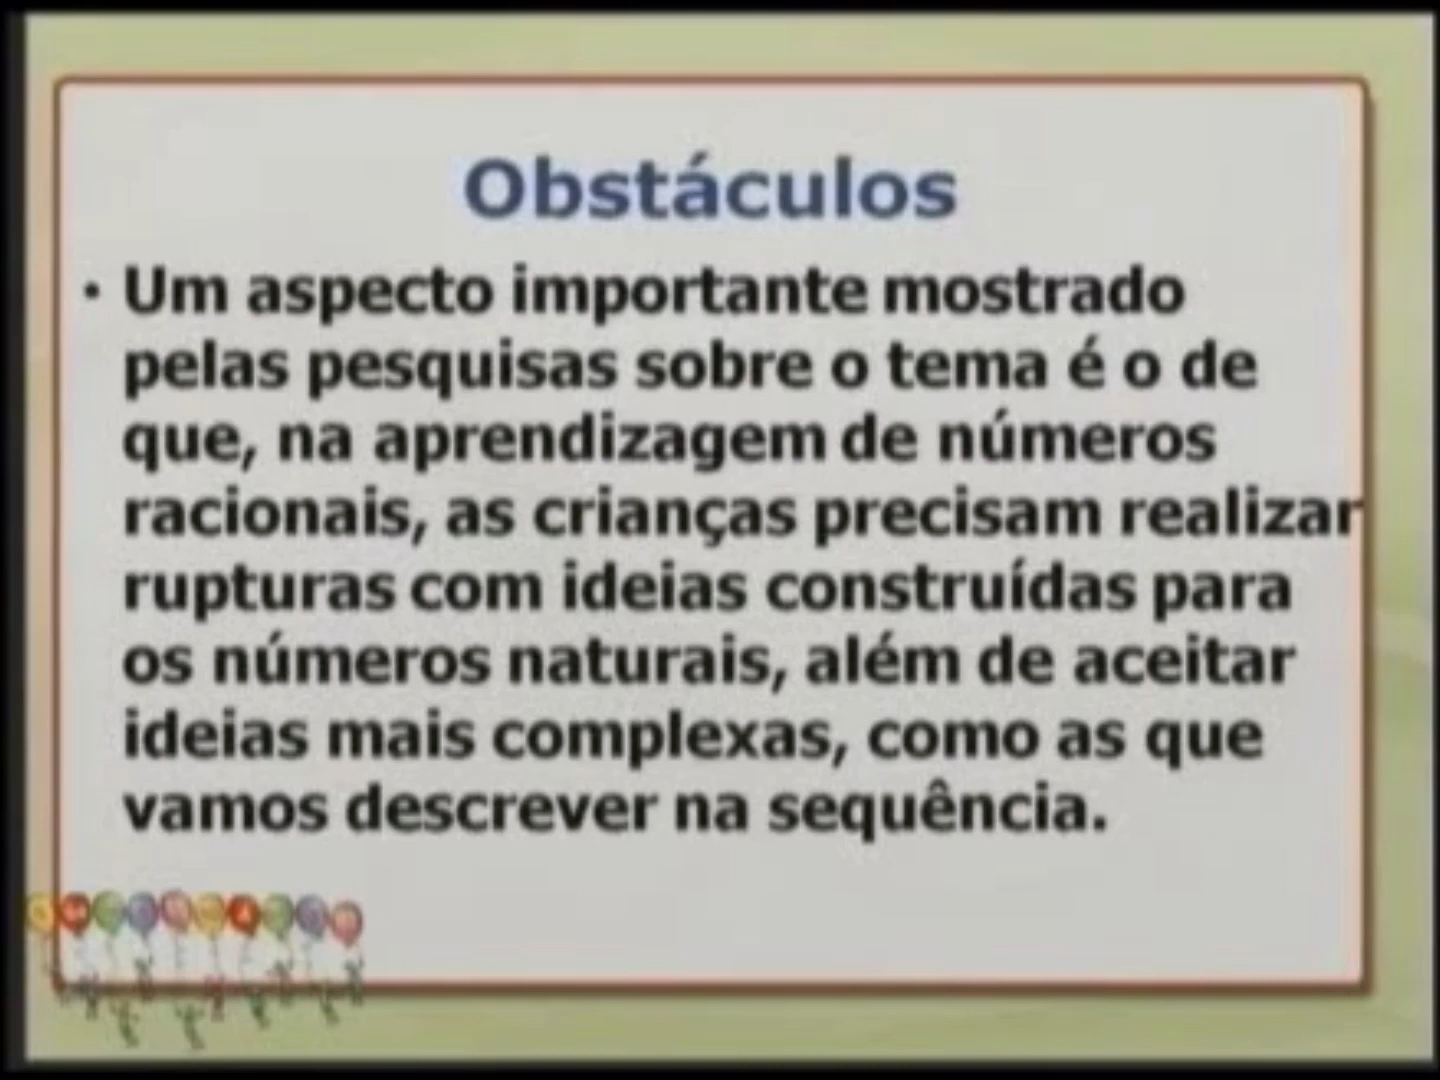 Obstáculos
• Um aspecto importante mostrado
pelas pesquisas sobre o tema é o de
que, na aprendizagem de números
racionais, as crianças precisam realizar
rupturas com ideias construídas para
os números naturais, além de aceitar
ideias mais complexas, como as que
vamos descrever na sequência.